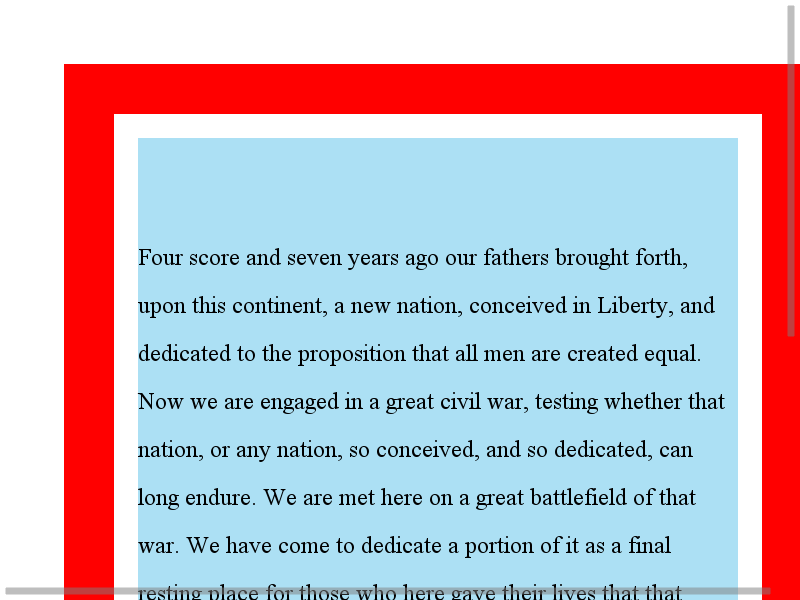 Four score and seven years ago our fathers brought forth,
upon this continent, a new nation, conceived in Liberty, and
dedicated to the proposition that all men are created equal.
Now we are engaged in a great civil war, testing whether that
nation, or any nation, so conceived, and so dedicated, can
long endure. We are met here on a great battlefield of that
war. We have come to dedicate a portion of it as a final
resting place for those who here gave their lives that that